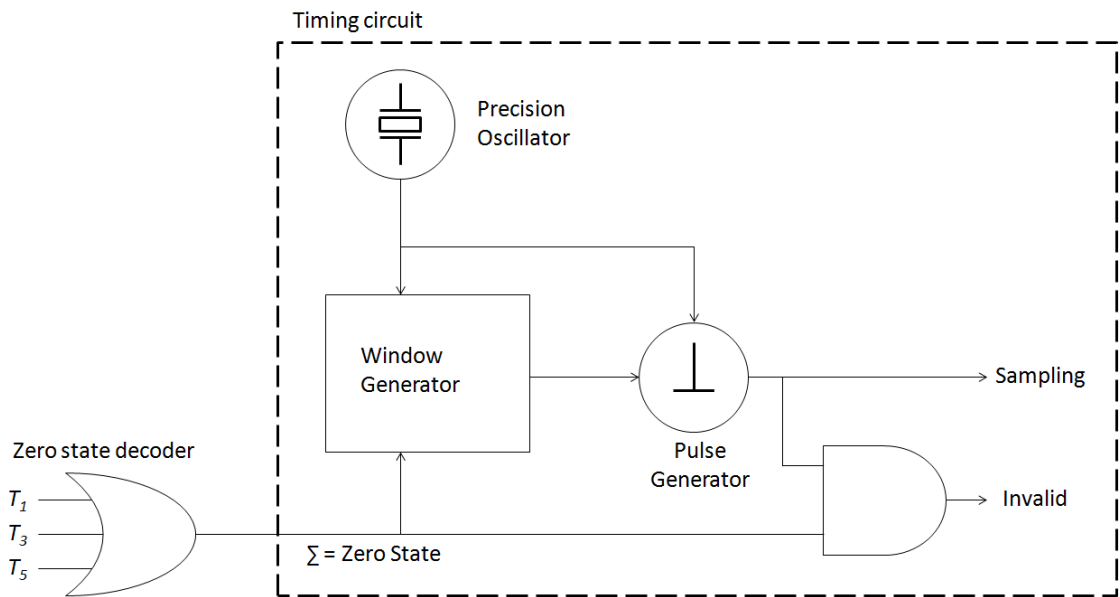 Timing circuit
Precision
Oscillator
Window
Generator
Sampling
Pulse
Generator
Zero state decoder
T1
T3
T5
Invalid
∑ = Zero State